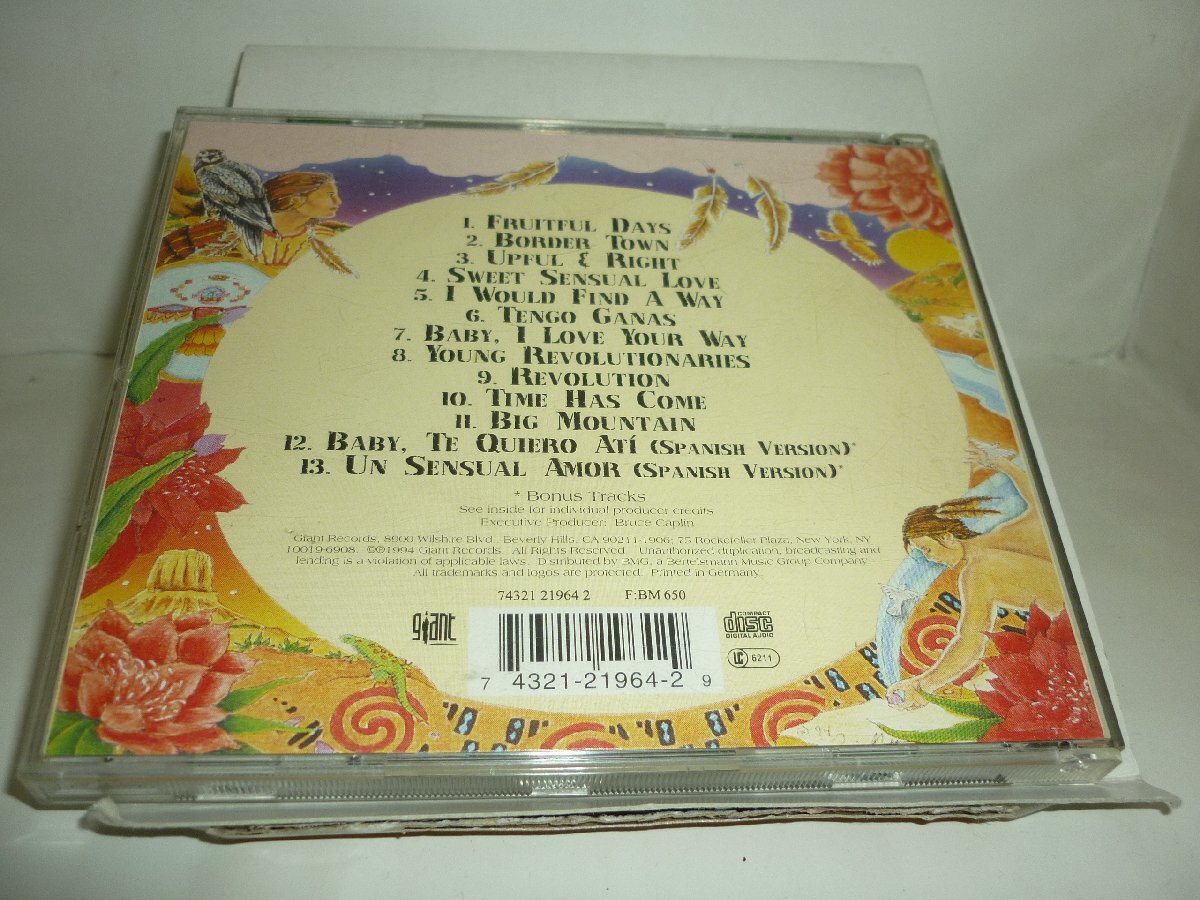 1. Fruitful Days
2. Border Town
3. Upful & Right
4. Sweet Sensual Love
5. I Would Find A Way
6. Tengo Ganas
7. Baby, I Love Your Way
8. Young Revolutionaries
9. Revolution
10. Time Has Come
11. Big Mountain
12. Baby, Te Quiero Atí (Spanish Version)*
13. Un Sensual Amor (Spanish Version)*
* Bonus Tracks
See inside for individual producer credits
Executive Producer: Bruce Caplin
Giant Records, 8900 Wilshire Blvd., Beverly Hills, CA 90211-1906; 75 Rockefeller Plaza, New York, NY
10019-6908. ©℗1994 Giant Records. All Rights Reserved. Unauthorized duplication, broadcasting and
lending is a violation of applicable laws. Distributed by BMG, a Bertelsmann Music Group Company.
All trademarks and logos are protected. Printed in Germany.
74321 21964 2 F:BM 650
giant
COMPACT
disc
DIGITAL AUDIO
LC 6211
7 4321-21964-2 9